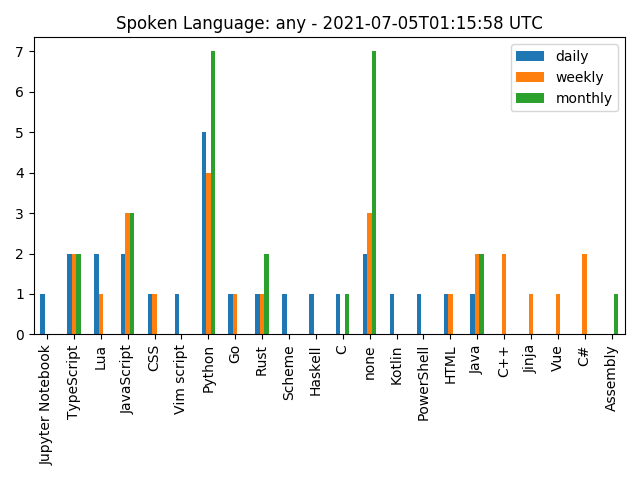 Spoken Language: any - 2021-07-05T01:15:58 UTC
daily
weekly
monthly
7
6
5
4
3
2
1
0
Jupyter Notebook
TypeScript
Lua
JavaScript
CSS
Vim script
Python
Go
Rust
Scheme
Haskell
C
none
Kotlin
PowerShell
HTML
Java
C++
Jinja
Vue
C#
Assembly